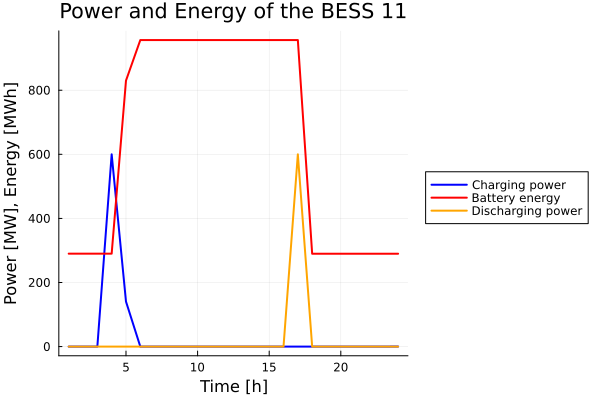 Power and Energy of the BESS 11
Power [MW], Energy [MWh]
800
600
400
200
0
5
10
15
20
Time [h]
Charging power
Battery energy
Discharging power